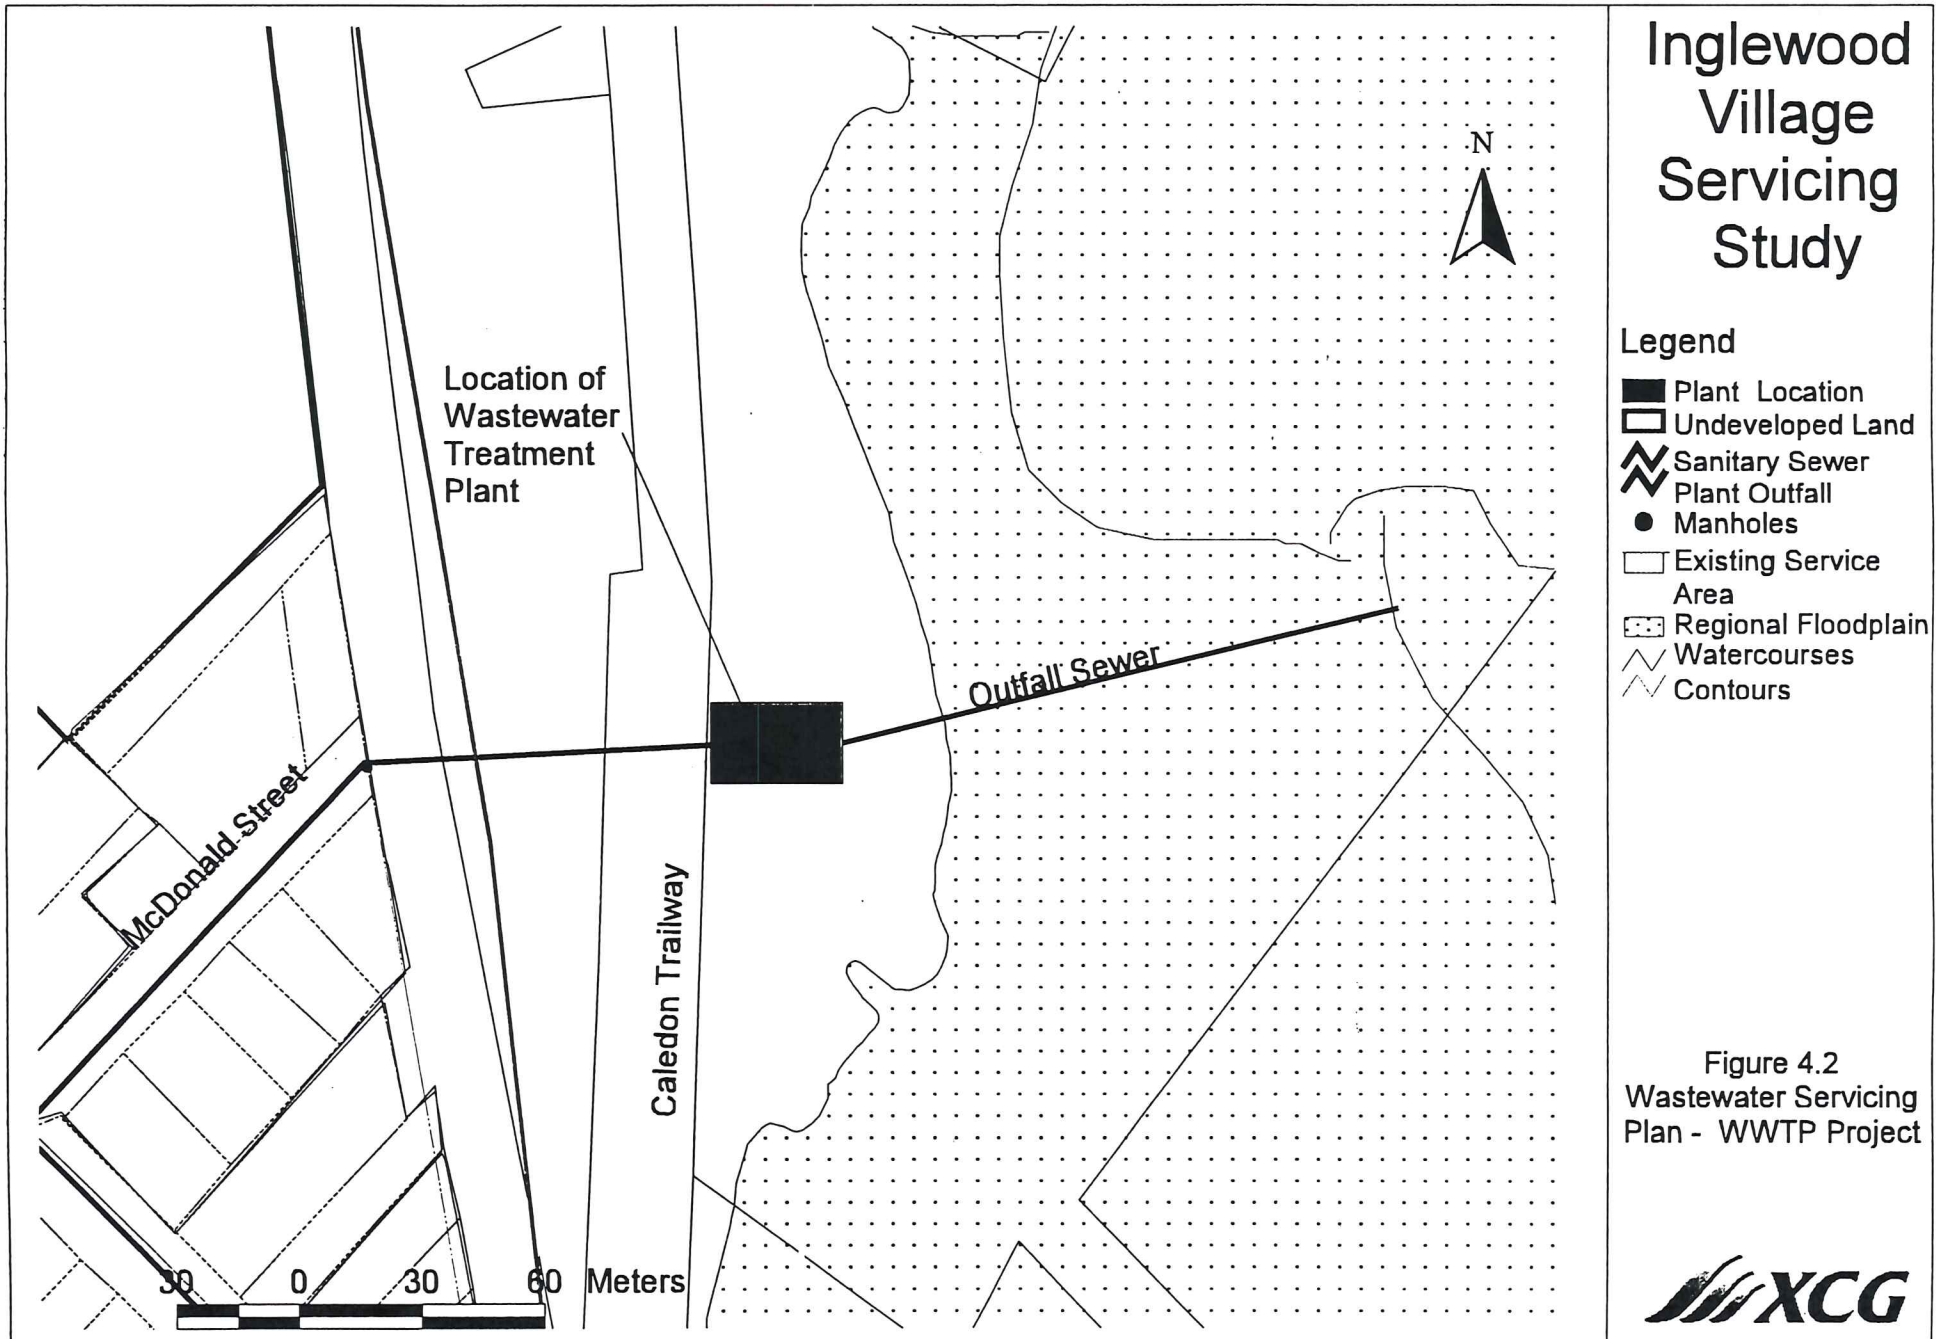 Inglewood
Village
Servicing
Study
N
Legend
Plant Location
Undeveloped Land
Sanitary Sewer
Plant Outfall
Manholes
Existing Service
Area
Regional Floodplain
Watercourses
Contours
Location of
Wastewater
Treatment
Plant
Outfall Sewer
McDonald Street
Caledon Trailway
30 0 30 60 Meters
Figure 4.2
Wastewater Servicing
Plan - WWTP Project
XCG